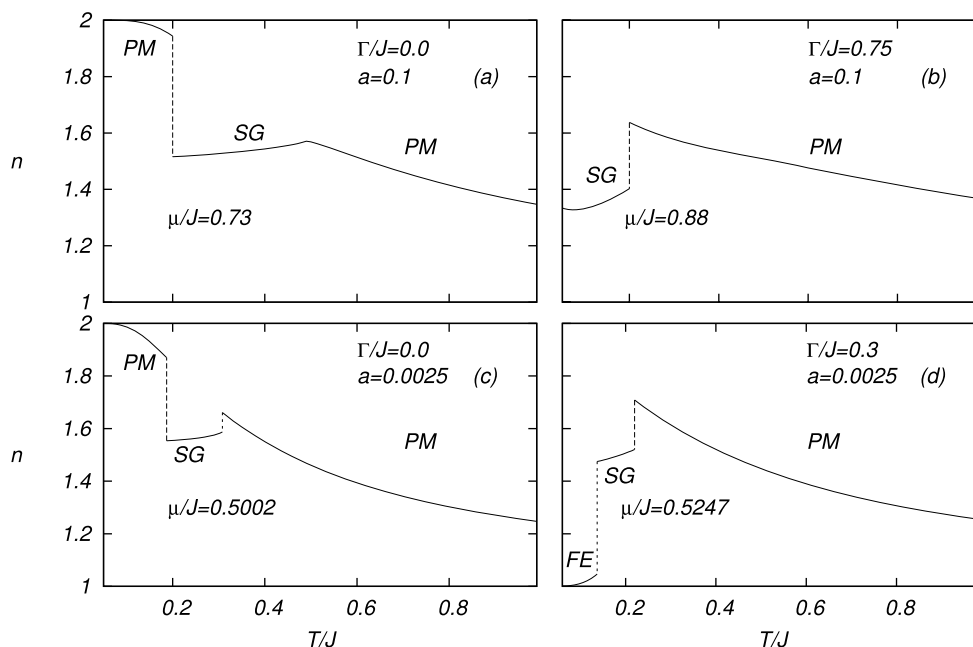 2
1.8
1.6
1.4
1.2
1
n
PM
SG
PM
Γ/J=0.0
a=0.1 (a)
μ/J=0.73
SG
PM
Γ/J=0.75
a=0.1 (b)
μ/J=0.88
2
1.8
1.6
1.4
1.2
1
n
PM
SG
PM
Γ/J=0.0
a=0.0025 (c)
μ/J=0.5002
0.2 0.4 0.6 0.8
T/J
FE
SG
PM
Γ/J=0.3
a=0.0025 (d)
μ/J=0.5247
0.2 0.4 0.6 0.8
T/J